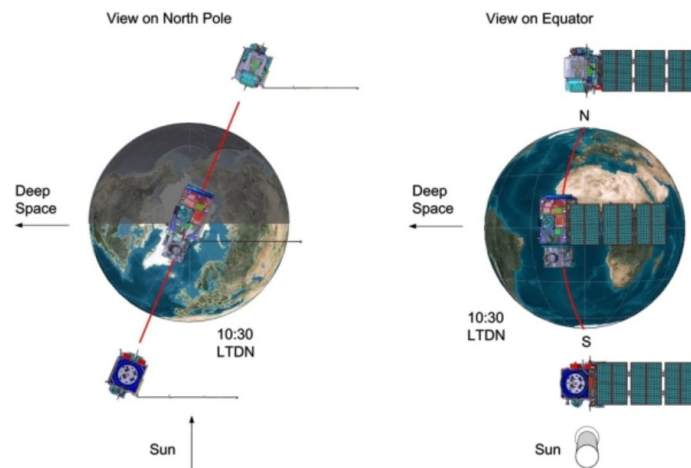 View on North Pole
View on Equator
N
Deep
Space
Deep
Space
10:30
LTDN
10:30
LTDN
S
Sun
Sun